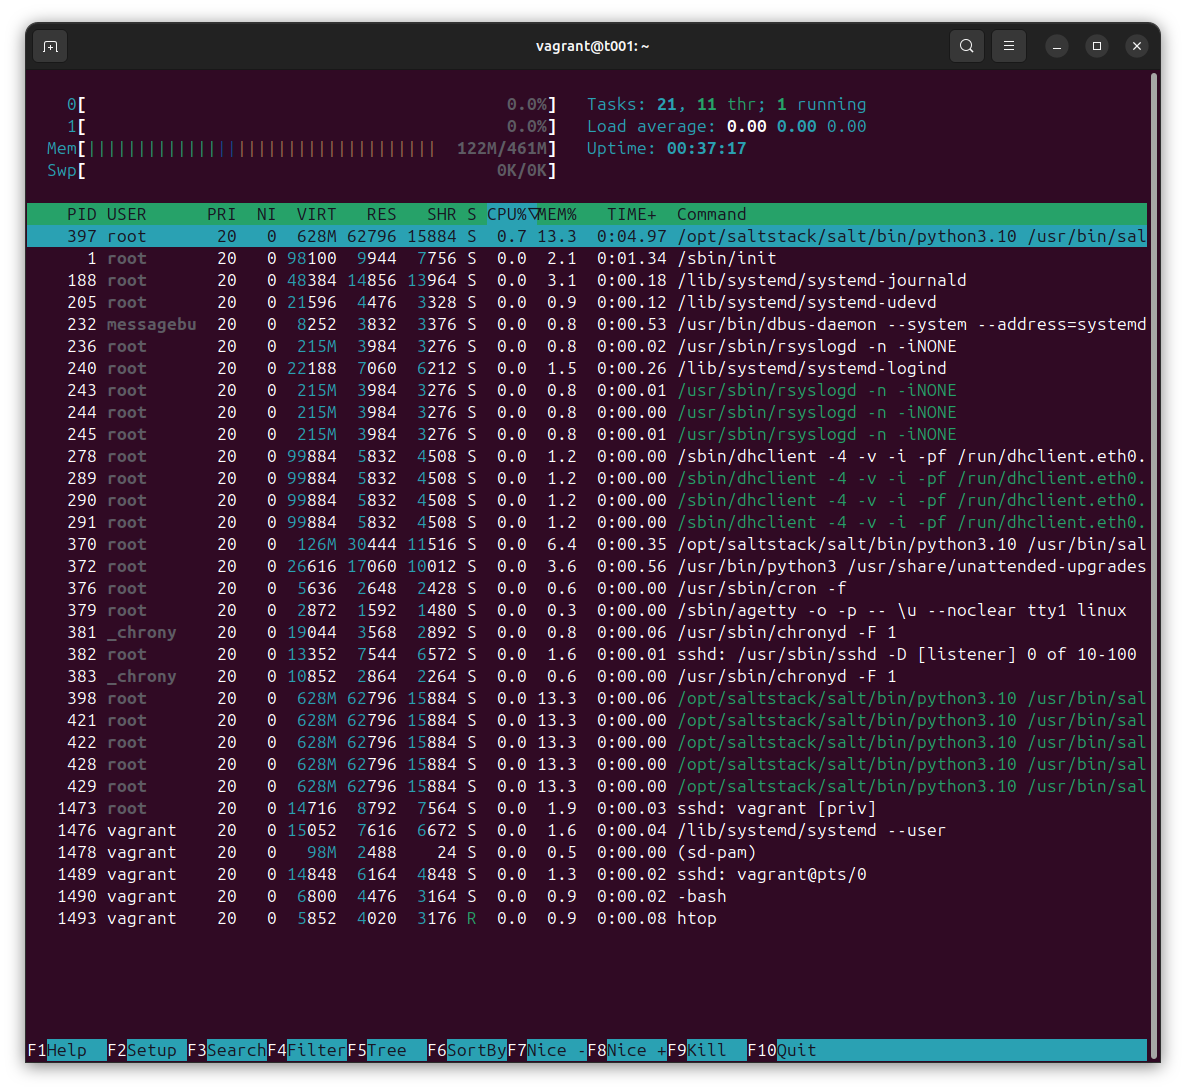 vagrant@t001: ~
0[ 0.0%] Tasks: 21, 11 thr; 1 running
1[ 0.0%] Load average: 0.00 0.00 0.00
Mem[||||||||||||||||||||||||||||||||||| 122M/461M] Uptime: 00:37:17
Swp[ 0K/0K]
PID USER PRI NI VIRT RES SHR S CPU%▽MEM% TIME+ Command
397 root 20 0 628M 62796 15884 S 0.7 13.3 0:04.97 /opt/saltstack/salt/bin/python3.10 /usr/bin/sal
1 root 20 0 98100 9944 7756 S 0.0 2.1 0:01.34 /sbin/init
188 root 20 0 48384 14856 13964 S 0.0 3.1 0:00.18 /lib/systemd/systemd-journald
205 root 20 0 21596 4476 3328 S 0.0 0.9 0:00.12 /lib/systemd/systemd-udevd
232 messagebu 20 0 8252 3832 3376 S 0.0 0.8 0:00.53 /usr/bin/dbus-daemon --system --address=systemd
236 root 20 0 215M 3984 3276 S 0.0 0.8 0:00.02 /usr/sbin/rsyslogd -n -iNONE
240 root 20 0 22188 7060 6212 S 0.0 1.5 0:00.26 /lib/systemd/systemd-logind
243 root 20 0 215M 3984 3276 S 0.0 0.8 0:00.01 /usr/sbin/rsyslogd -n -iNONE
244 root 20 0 215M 3984 3276 S 0.0 0.8 0:00.00 /usr/sbin/rsyslogd -n -iNONE
245 root 20 0 215M 3984 3276 S 0.0 0.8 0:00.01 /usr/sbin/rsyslogd -n -iNONE
278 root 20 0 99884 5832 4508 S 0.0 1.2 0:00.00 /sbin/dhclient -4 -v -i -pf /run/dhclient.eth0.
289 root 20 0 99884 5832 4508 S 0.0 1.2 0:00.00 /sbin/dhclient -4 -v -i -pf /run/dhclient.eth0.
290 root 20 0 99884 5832 4508 S 0.0 1.2 0:00.00 /sbin/dhclient -4 -v -i -pf /run/dhclient.eth0.
291 root 20 0 99884 5832 4508 S 0.0 1.2 0:00.00 /sbin/dhclient -4 -v -i -pf /run/dhclient.eth0.
370 root 20 0 126M 30444 11516 S 0.0 6.4 0:00.35 /opt/saltstack/salt/bin/python3.10 /usr/bin/sal
372 root 20 0 26616 17060 10012 S 0.0 3.6 0:00.56 /usr/bin/python3 /usr/share/unattended-upgrades
376 root 20 0 5636 2648 2428 S 0.0 0.6 0:00.00 /usr/sbin/cron -f
379 root 20 0 2872 1592 1480 S 0.0 0.3 0:00.00 /sbin/agetty -o -p -- \u --noclear tty1 linux
381 _chrony 20 0 19044 3568 2892 S 0.0 0.8 0:00.06 /usr/sbin/chronyd -F 1
382 root 20 0 13352 7544 6572 S 0.0 1.6 0:00.01 sshd: /usr/sbin/sshd -D [listener] 0 of 10-100
383 _chrony 20 0 10852 2864 2264 S 0.0 0.6 0:00.00 /usr/sbin/chronyd -F 1
398 root 20 0 628M 62796 15884 S 0.0 13.3 0:00.06 /opt/saltstack/salt/bin/python3.10 /usr/bin/sal
421 root 20 0 628M 62796 15884 S 0.0 13.3 0:00.00 /opt/saltstack/salt/bin/python3.10 /usr/bin/sal
422 root 20 0 628M 62796 15884 S 0.0 13.3 0:00.00 /opt/saltstack/salt/bin/python3.10 /usr/bin/sal
428 root 20 0 628M 62796 15884 S 0.0 13.3 0:00.00 /opt/saltstack/salt/bin/python3.10 /usr/bin/sal
429 root 20 0 628M 62796 15884 S 0.0 13.3 0:00.00 /opt/saltstack/salt/bin/python3.10 /usr/bin/sal
1473 root 20 0 14716 8792 7564 S 0.0 1.9 0:00.03 sshd: vagrant [priv]
1476 vagrant 20 0 15052 7616 6672 S 0.0 1.6 0:00.04 /lib/systemd/systemd --user
1478 vagrant 20 0 98M 2488 24 S 0.0 0.5 0:00.00 (sd-pam)
1489 vagrant 20 0 14848 6164 4848 S 0.0 1.3 0:00.02 sshd: vagrant@pts/0
1490 vagrant 20 0 6800 4476 3164 S 0.0 0.9 0:00.02 -bash
1493 vagrant 20 0 5852 4020 3176 R 0.0 0.9 0:00.08 htop
F1Help F2Setup F3SearchF4FilterF5Tree F6SortByF7Nice -F8Nice +F9Kill F10Quit